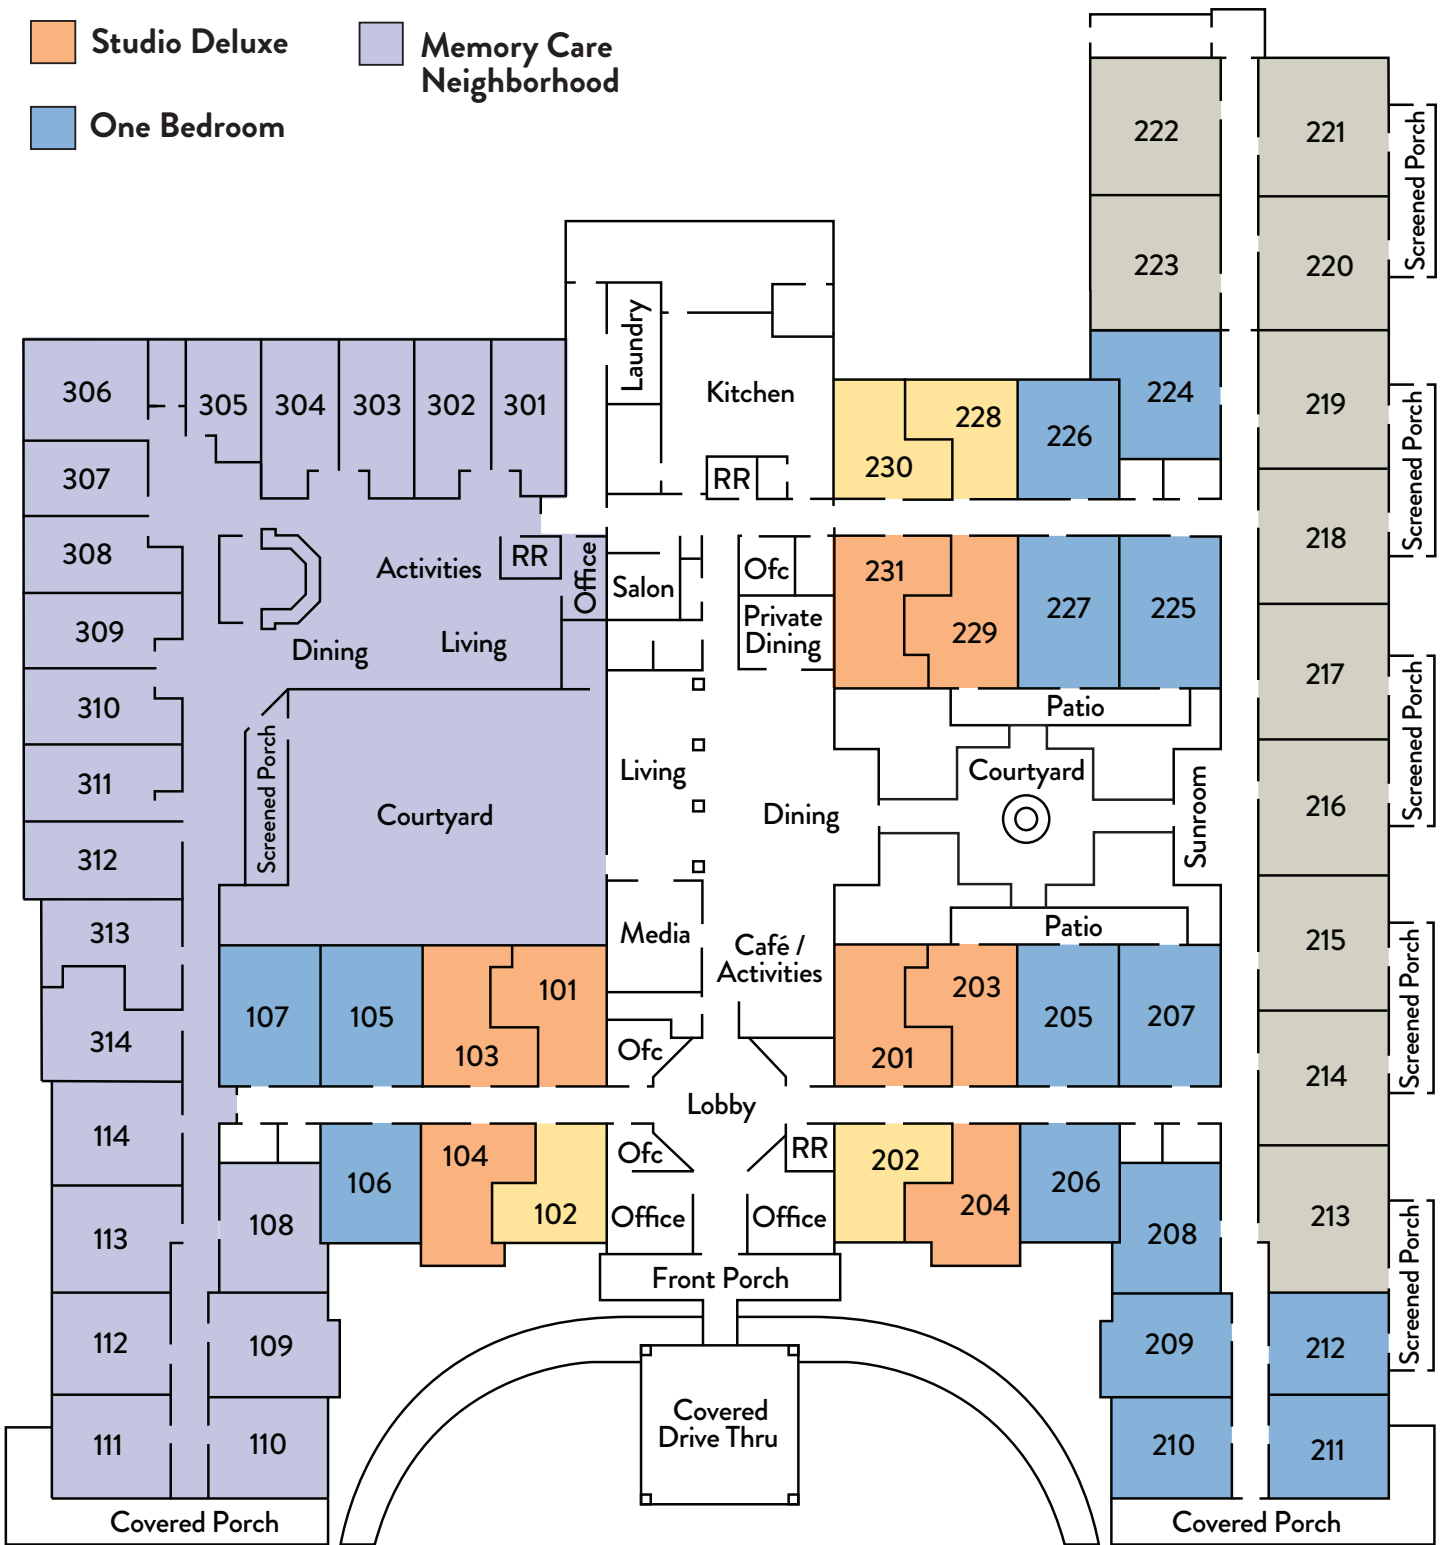 Studio Deluxe
One Bedroom
Memory Care
Neighborhood
222
221
Screened Porch
223
220
306
305
304
303
302
301
Laundry
Kitchen
230
228
226
224
219
Screened Porch
307
RR
218
308
Activities
RR
Office
Salon
Ofc
Private
Dining
231
229
227
225
309
Dining
Living
217
Screened Porch
310
Patio
311
Screened Porch
Courtyard
Living
Dining
Courtyard
Sunroom
216
312
Patio
313
Media
Café /
Activities
215
Screened Porch
107
105
103
101
201
203
205
207
314
Ofc
214
Lobby
114
106
104
102
Ofc
RR
202
204
206
113
108
Office
Office
208
213
Screened Porch
Front Porch
112
109
209
212
111
110
Covered
Drive Thru
210
211
Covered Porch
Covered Porch